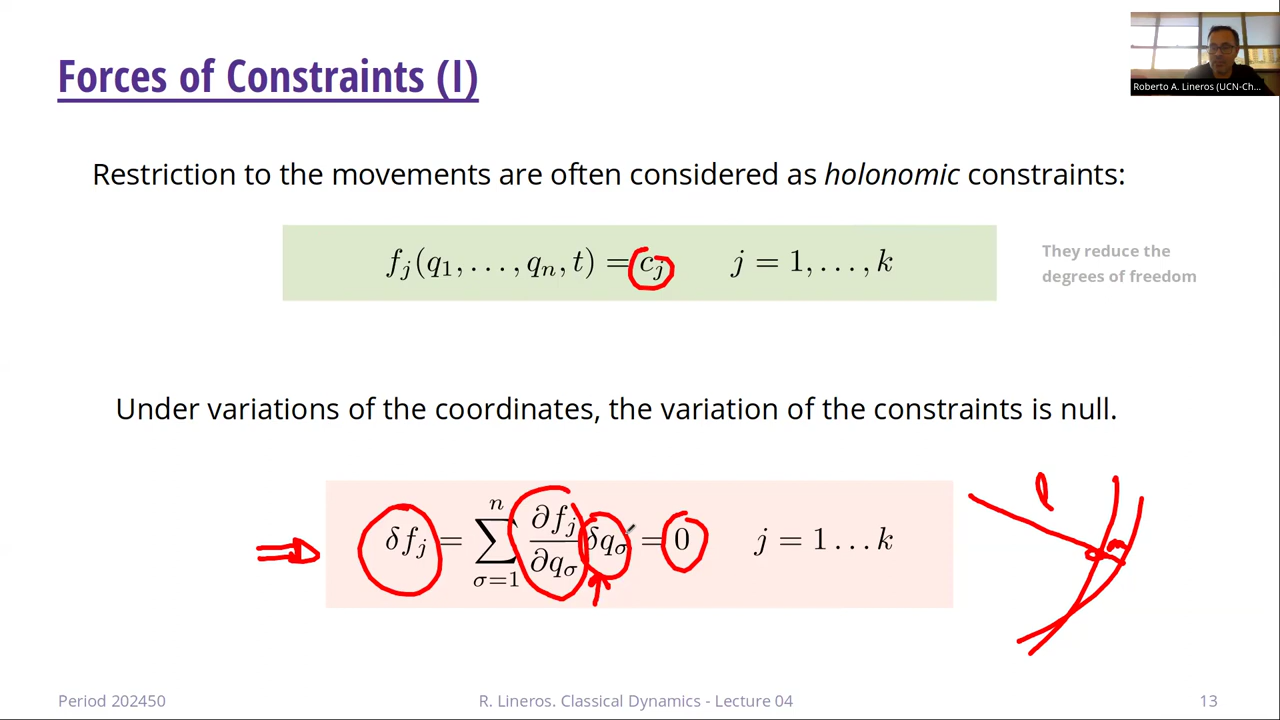 Forces of Constraints (I)
Roberto A. Lineros (UCN-Ch...
Restriction to the movements are often considered as holonomic constraints:
f_j(q_1, . . . , q_n, t) = c_j j = 1, . . . , k
They reduce the
degrees of freedom
Under variations of the coordinates, the variation of the constraints is null.
δf_j = ∑_{σ=1}^{n} ∂f_j/∂q_σ δq_σ = 0 j = 1 . . . k
Period 202450
R. Lineros. Classical Dynamics - Lecture 04
13